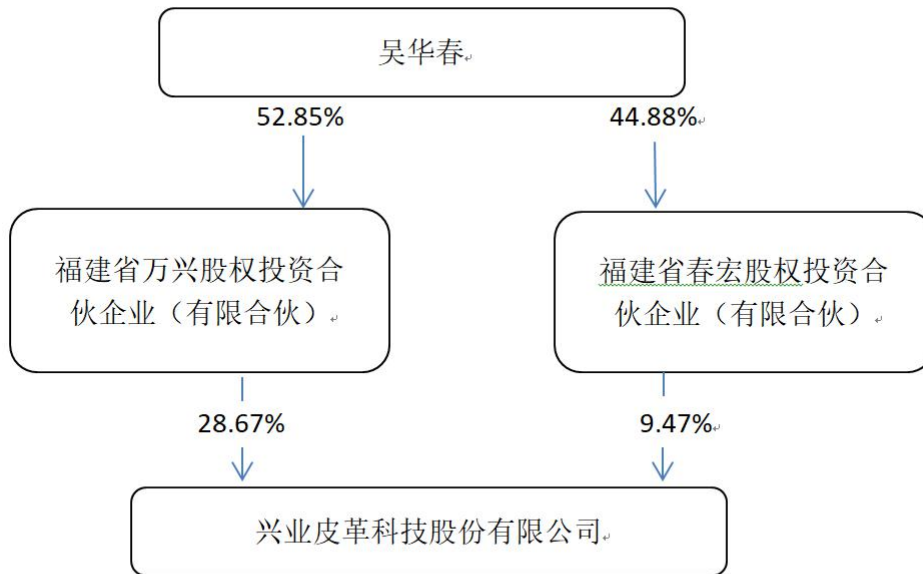 吴华春
52.85%
44.88%
福建省万兴股权投资合
伙企业（有限合伙）
福建省春宏股权投资合
伙企业（有限合伙）
28.67%
9.47%
兴业皮革科技股份有限公司